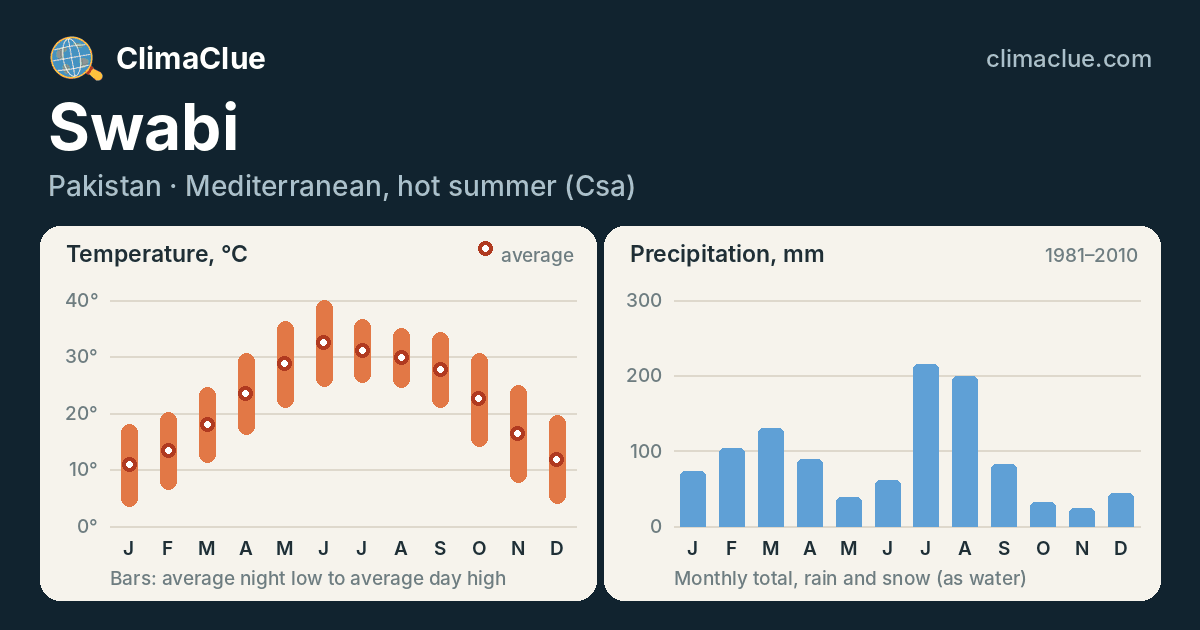 ClimaClue
climaclue.com
Swabi
Pakistan · Mediterranean, hot summer (Csa)
Temperature, °C
average
40°
30°
20°
10°
0°
J F M A M J J A S O N D
Bars: average night low to average day high
Precipitation, mm
1981–2010
300
200
100
0
J F M A M J J A S O N D
Monthly total, rain and snow (as water)